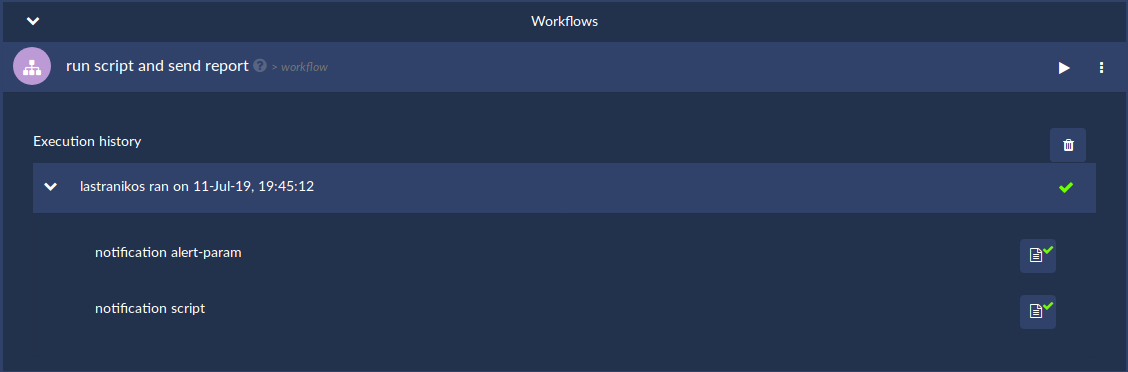 Workflows
run script and send report ? > workflow
Execution history
lastranikos ran on 11-Jul-19, 19:45:12
notification alert-param
notification script